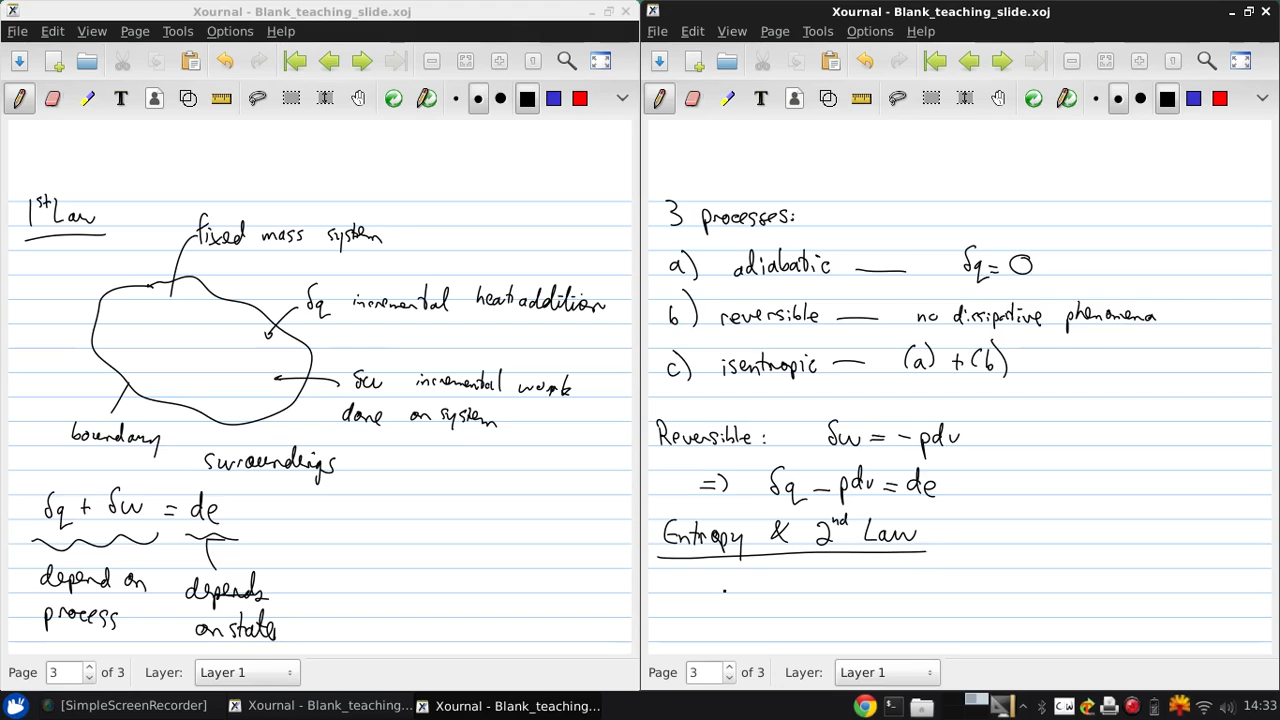 Xournal - Blank_teaching_slide.xoj
File Edit View Page Tools Options Help
1st Law
fixed mass system
δq incremental heat addition
δw incremental work
done on system
boundary
surroundings
δq + δw = de
depend on
process
depends
on state
Page 3 of 3 Layer: Layer 1
Xournal - Blank_teaching_slide.xoj
File Edit View Page Tools Options Help
3 processes:
a) adiabatic — δq = 0
b) reversible — no dissipative phenomena
c) isentropic — (a) + (b)
Reversible: δw = - pdv
=> δq - pdv = de
Entropy & 2nd Law
Page 3 of 3 Layer: Layer 1
[SimpleScreenRecorder] Xournal - Blank_teaching... Xournal - Blank_teaching... CW 14:33